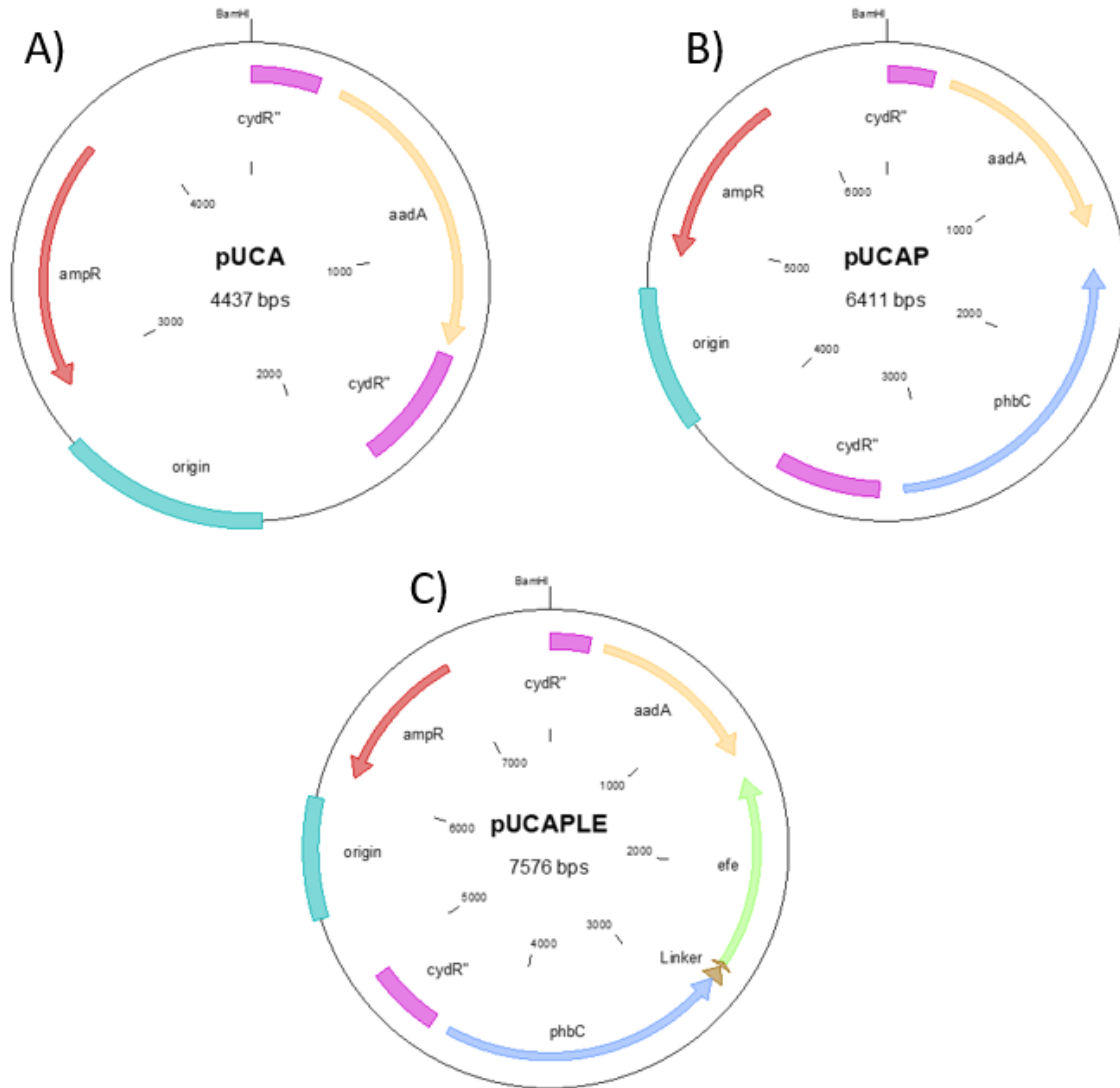 A)
BamHI
cydR"
aadA
ampR
4000
1000
3000
2000
pUCA
4437 bps
cydR"
origin
B)
BamHI
cydR"
aadA
ampR
6000
1000
5000
2000
4000
3000
pUCAP
6411 bps
origin
phbC
cydR"
C)
BamHI
cydR"
aadA
ampR
7000
1000
6000
2000
5000
3000
4000
pUCAPLE
7576 bps
origin
efe
Linker
cydR"
phbC